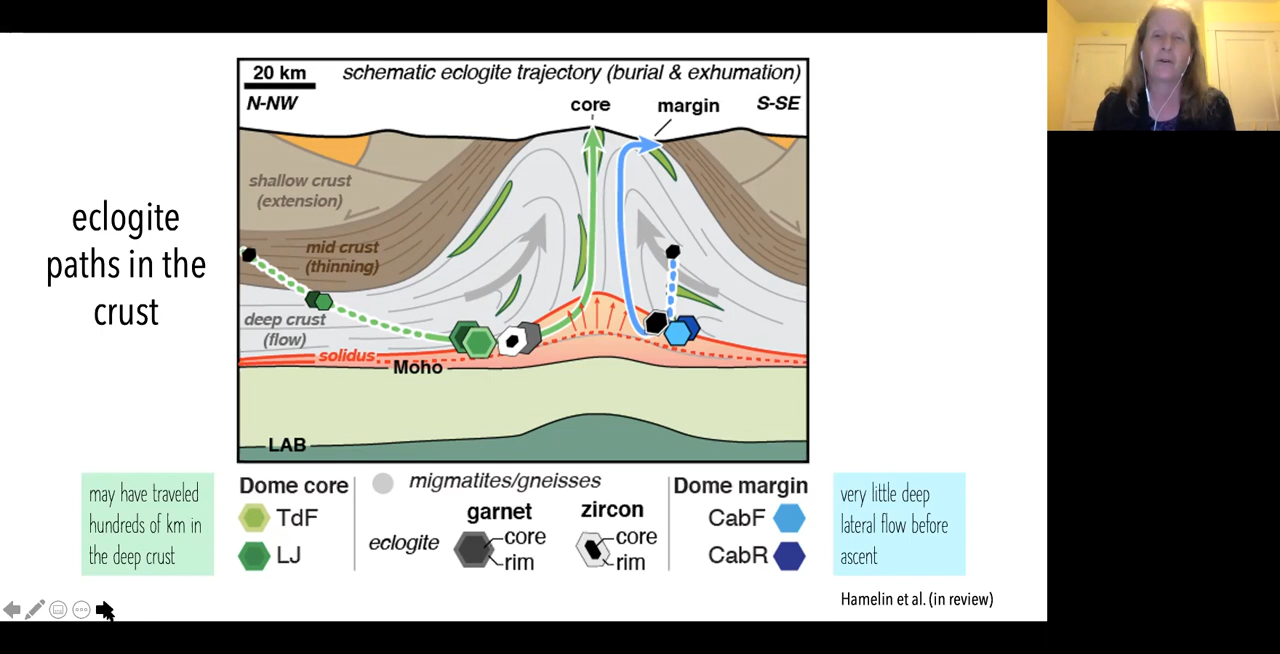 eclogite
paths in the
crust
20 km
schematic eclogite trajectory (burial & exhumation)
N-NW
core
margin
S-SE
shallow crust
(extension)
mid crust
(thinning)
deep crust
(flow)
solidus
Moho
LAB
may have traveled
hundreds of km in
the deep crust
Dome core
TdF
LJ
migmatites/gneisses
garnet
zircon
eclogite
core
rim
core
rim
Dome margin
CabF
CabR
very little deep
lateral flow before
ascent
Hamelin et al. (in review)